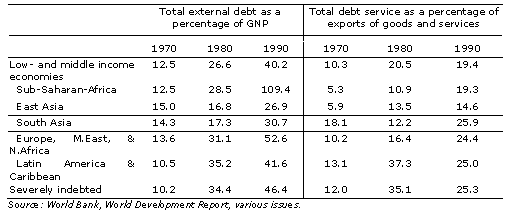 Total external debt as a percentage of GNP Total debt service as a percentage of exports of goods and services
1970 1980 1990 1970 1980 1990
Low- and middle income economies 12.5 26.6 40.2 10.3 20.5 19.4
Sub-Saharan-Africa 12.5 28.5 109.4 5.3 10.9 19.3
East Asia 15.0 16.8 26.9 5.9 13.5 14.6
South Asia 14.3 17.3 30.7 18.1 12.2 25.9
Europe, M.East, & N.Africa 13.6 31.1 52.6 10.2 16.4 24.4
Latin America & Caribbean 10.5 35.2 41.6 13.1 37.3 25.0
Severely indebted 10.2 34.4 46.4 12.0 35.1 25.3
Source: World Bank, World Development Report, various issues.